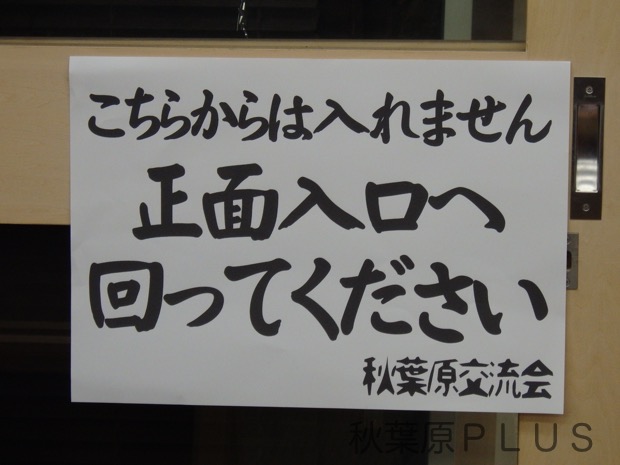 こちらからは入れません
正面入口へ
回ってください
秋葉原交流会
秋葉原PLUS